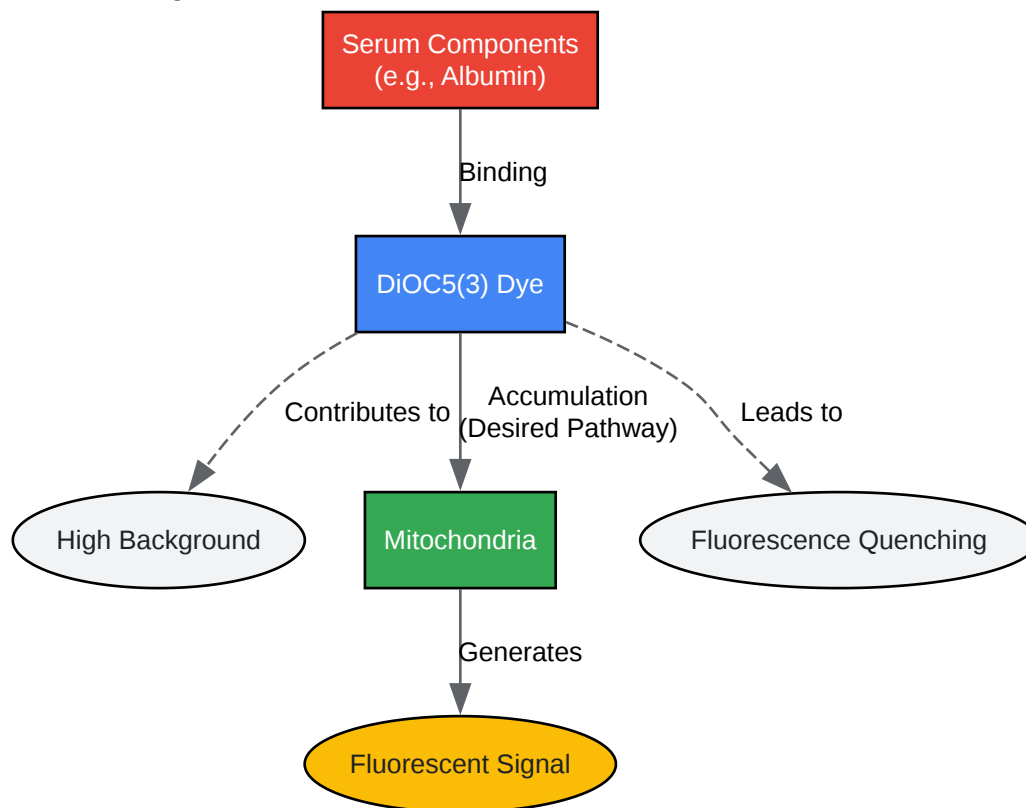 Serum Components
(e.g., Albumin)
Binding
DiOC5(3) Dye
Contributes to
Accumulation
(Desired Pathway)
Leads to
High Background
Mitochondria
Fluorescence Quenching
Generates
Fluorescent Signal